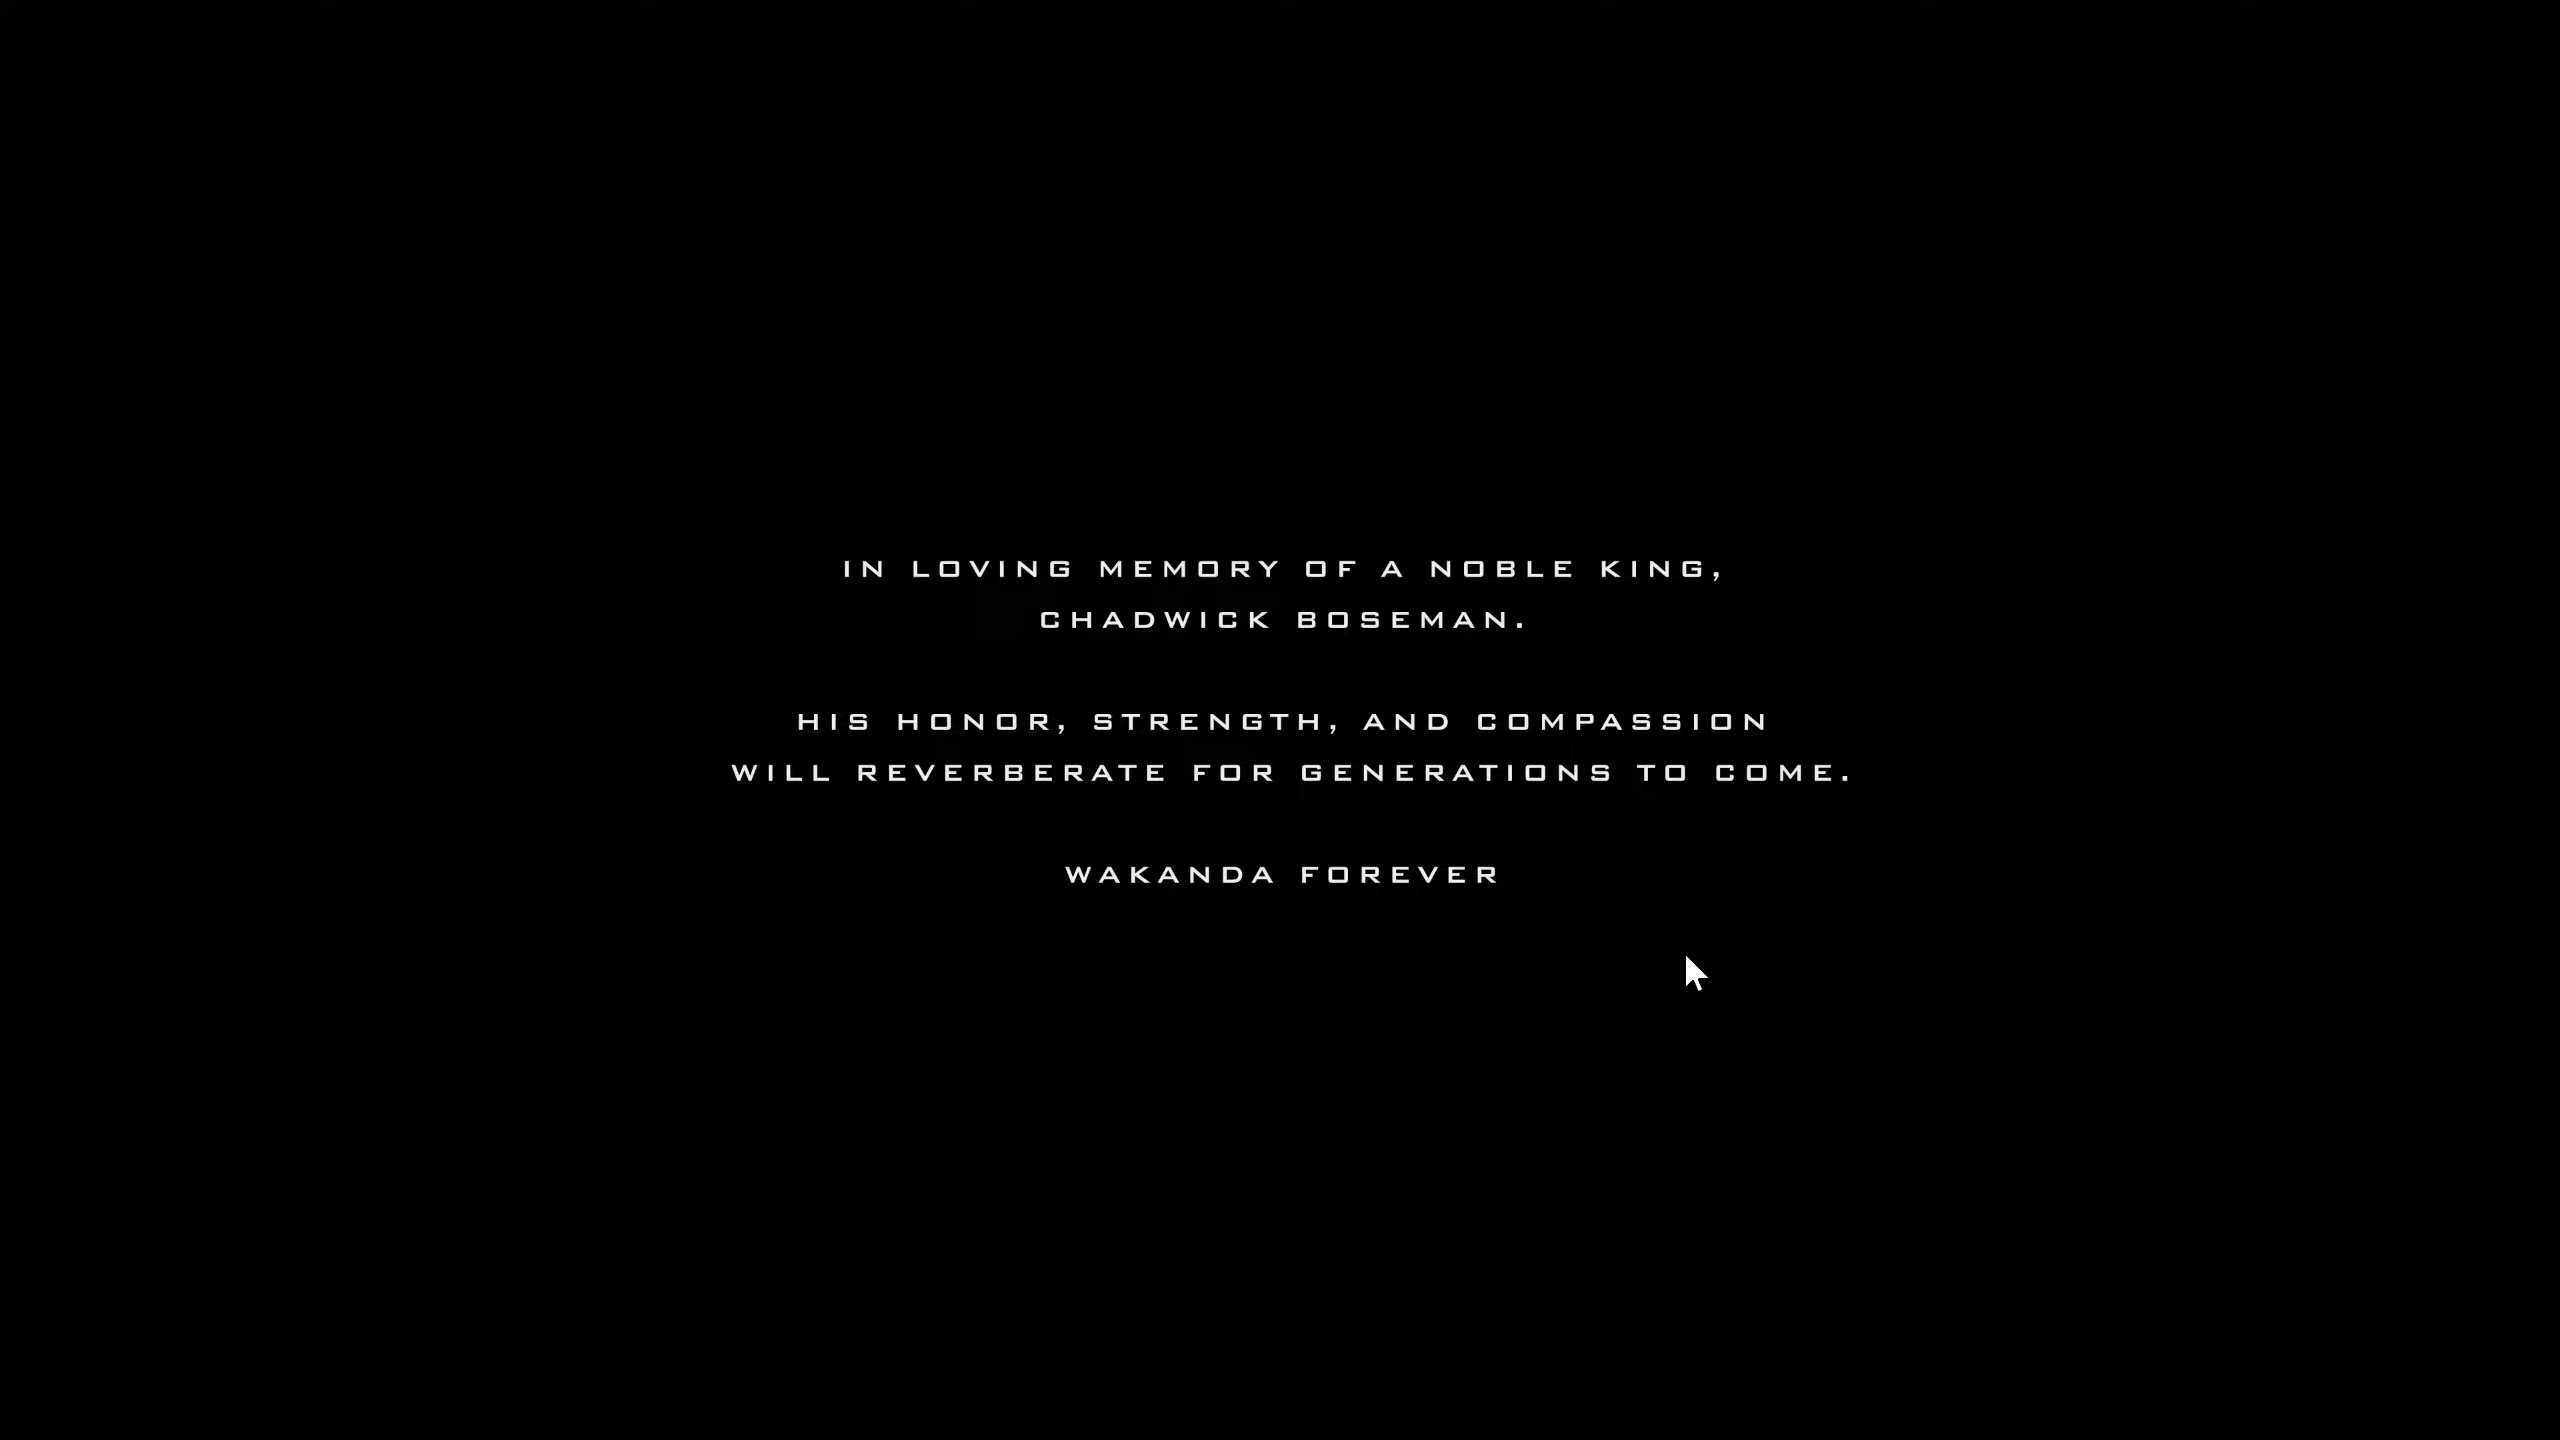 IN LOVING MEMORY OF A NOBLE KING,
CHADWICK BOSEMAN.
HIS HONOR, STRENGTH, AND COMPASSION
WILL REVERBERATE FOR GENERATIONS TO COME.
WAKANDA FOREVER